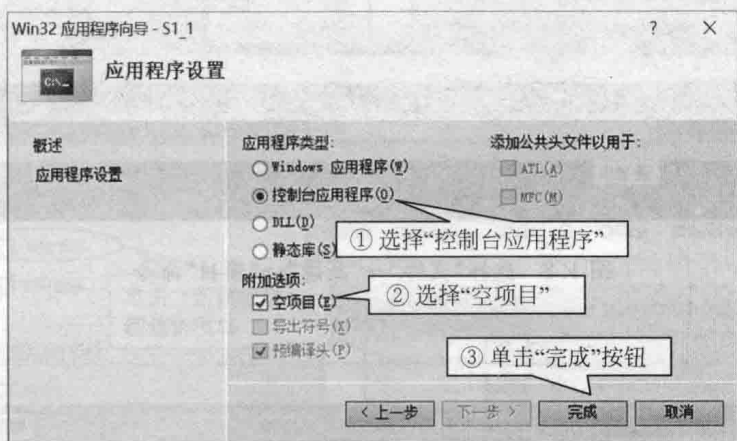 Win32 应用程序向导 - S1_1
? ×
C:\_
应用程序设置
概述
应用程序设置
应用程序类型:
Windows 应用程序(W)
控制台应用程序(O)
DLL(D)
静态库(S)
附加选项:
空项目(E)
导出符号(X)
预编译头(P)
添加公共头文件以用于:
ATL(A)
MFC(M)
① 选择“控制台应用程序”
② 选择“空项目”
③ 单击“完成”按钮
< 上一步
下一步 >
完成
取消